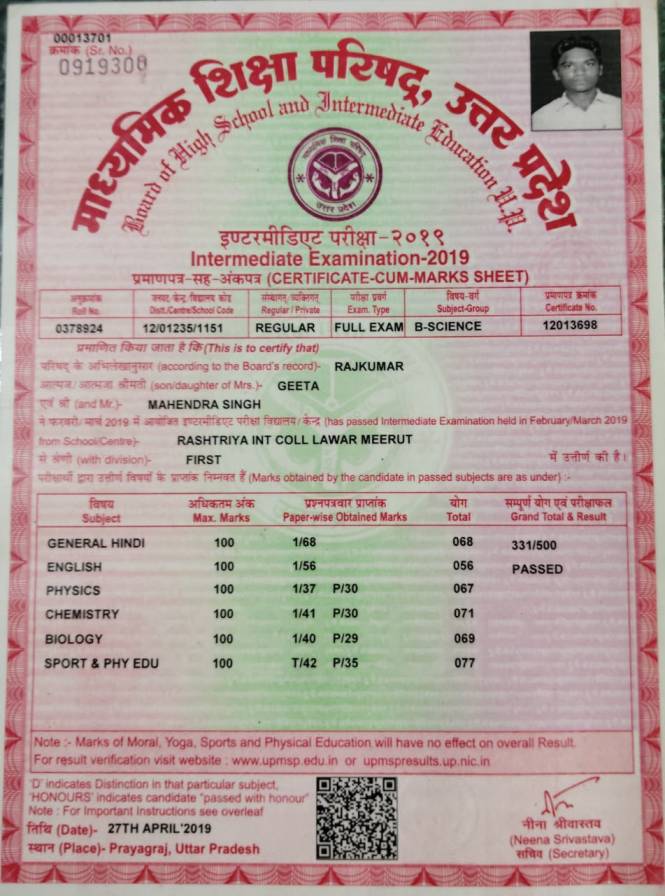 00013701
क्रमांक (Sr. No.)
0919300
माध्यमिक शिक्षा परिषद्, उत्तर प्रदेश
Board of High School and Intermediate Education U.P.
माध्यमिक शिक्षा परिषद्
उत्तर प्रदेश
इण्टरमीडिएट परीक्षा-२०१९
Intermediate Examination-2019
प्रमाणपत्र-सह-अंकपत्र (CERTIFICATE-CUM-MARKS SHEET)
अनुक्रमांक जनपद/केन्द्र/विद्यालय कोड संस्थागत/व्यक्तिगत परीक्षा प्रवर्ग विषय-वर्ग प्रमाणपत्र क्रमांक
Roll No. Distt./Centre/School Code Regular / Private Exam. Type Subject-Group Certificate No.
0378924 12/01235/1151 REGULAR FULL EXAM B-SCIENCE 12013698
प्रमाणित किया जाता है कि (This is to certify that)
परिषद् के अभिलेखानुसार (according to the Board's record)- RAJKUMAR
आत्मज/आत्मजा श्रीमती (son/daughter of Mrs.)- GEETA
एवं श्री (and Mr.)- MAHENDRA SINGH
ने फरवरी/मार्च 2019 में आयोजित इण्टरमीडिएट परीक्षा विद्यालय/केन्द्र (has passed Intermediate Examination held in February/March 2019
from School/Centre)- RASHTRIYA INT COLL LAWAR MEERUT
से श्रेणी (with division)- FIRST में उत्तीर्ण की है।
परीक्षार्थी द्वारा उत्तीर्ण विषयों के प्राप्तांक निम्नवत हैं (Marks obtained by the candidate in passed subjects are as under) :-
विषय अधिकतम अंक प्रश्नपत्रवार प्राप्तांक योग सम्पूर्ण योग एवं परीक्षाफल
Subject Max. Marks Paper-wise Obtained Marks Total Grand Total & Result
GENERAL HINDI 100 1/68 068 331/500
ENGLISH 100 1/56 056 PASSED
PHYSICS 100 1/37 P/30 067
CHEMISTRY 100 1/41 P/30 071
BIOLOGY 100 1/40 P/29 069
SPORT & PHY EDU 100 T/42 P/35 077
Note :- Marks of Moral, Yoga, Sports and Physical Education will have no effect on overall Result.
For result verification visit website : www.upmsp.edu.in or upmspresults.up.nic.in
'D' indicates Distinction in that particular subject,
'HONOURS' indicates candidate "passed with honour"
Note : For Important Instructions see overleaf
तिथि (Date)- 27TH APRIL'2019
स्थान (Place)- Prayagraj, Uttar Pradesh
नीना श्रीवास्तव
(Neena Srivastava)
सचिव (Secretary)